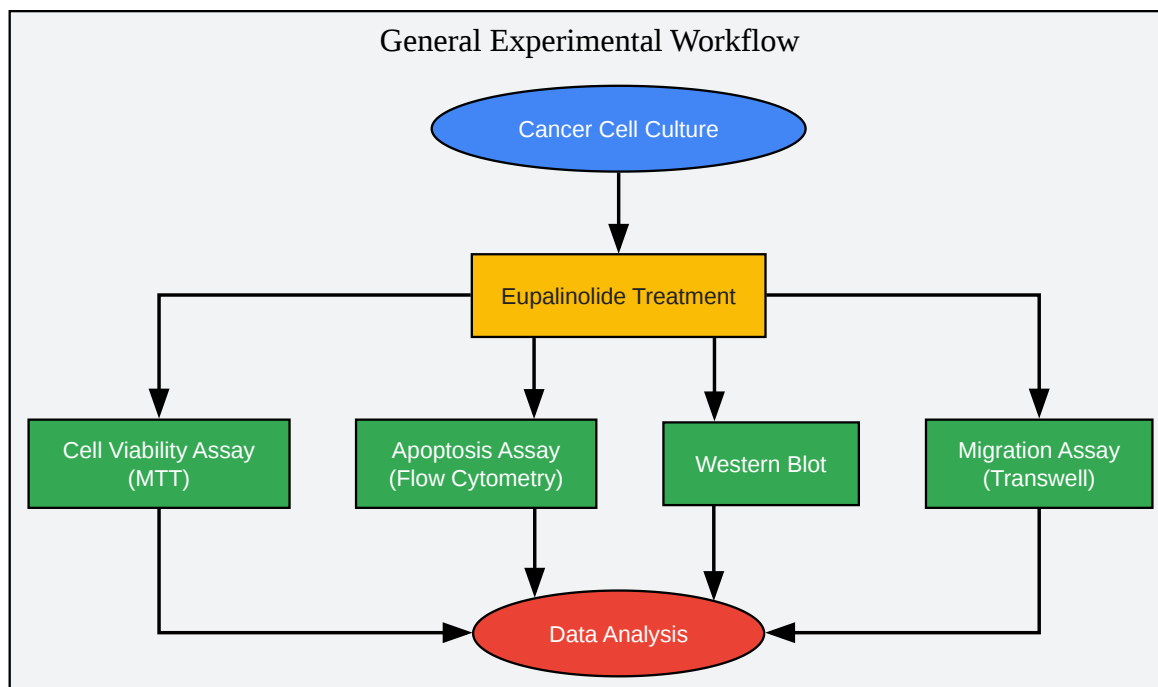 General Experimental Workflow
Cancer Cell Culture
Eupalinolide Treatment
Cell Viability Assay
(MTT)
Apoptosis Assay
(Flow Cytometry)
Western Blot
Migration Assay
(Transwell)
Data Analysis